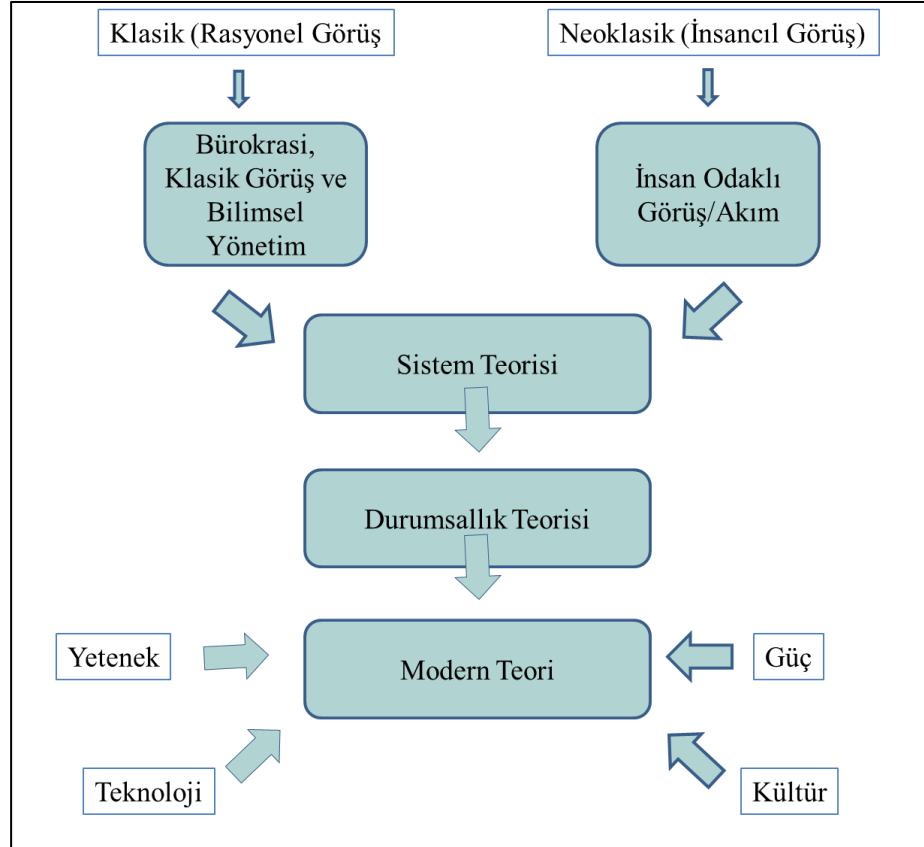 Klasik (Rasyonel Görüş
Neoklasik (İnsancıl Görüş)
Bürokrasi,
Klasik Görüş ve
Bilimsel
Yönetim
İnsan Odaklı
Görüş/Akım
Sistem Teorisi
Durumsallık Teorisi
Yetenek
Modern Teori
Güç
Teknoloji
Kültür